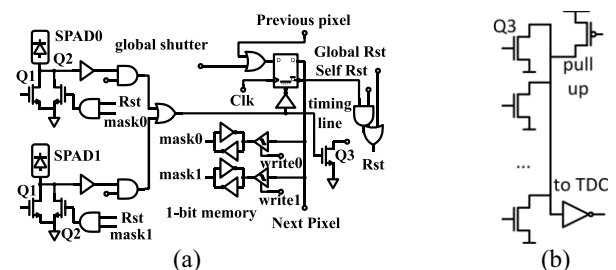 SPAD0
Previous pixel
Q1
Q2
global shutter
Global Rst
Self Rst
Rst
mask0
Clk
timing
line
SPAD1
mask0
mask1
write0
write1
Q3
Rst
Q1
Q2
Rst
mask1
1-bit memory
Next Pixel
(a)
Q3
pull
up
...
to TDC
(b)